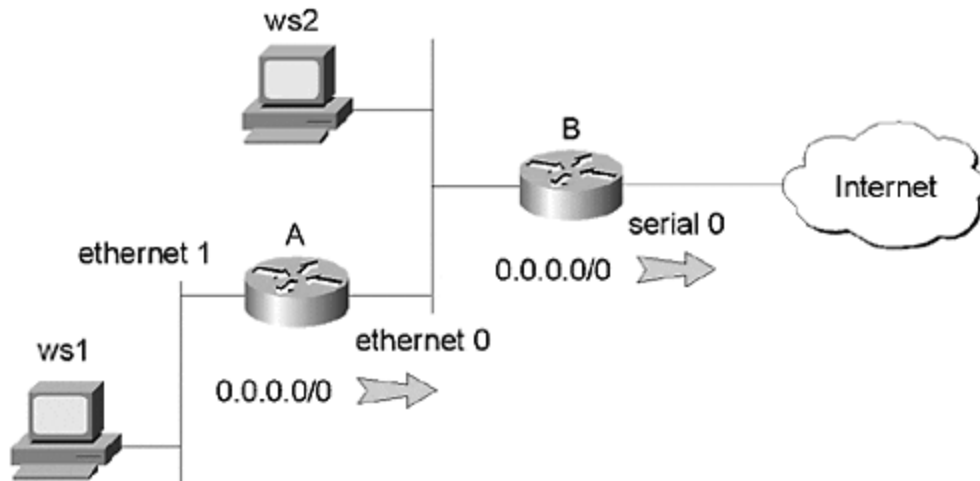 ws2
B
Internet
serial 0
0.0.0.0/0
ethernet 1
A
ethernet 0
ws1
0.0.0.0/0